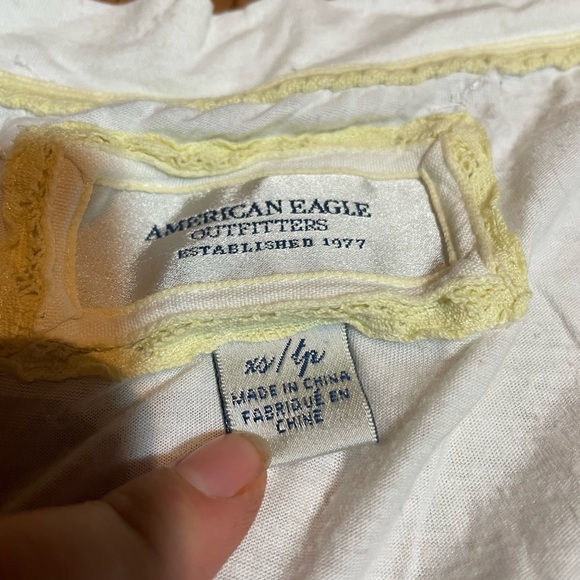 AMERICAN EAGLE
OUTFITTERS
ESTABLISHED 1977
xs/tp
MADE IN CHINA
FABRIQUÉ EN
CHINE